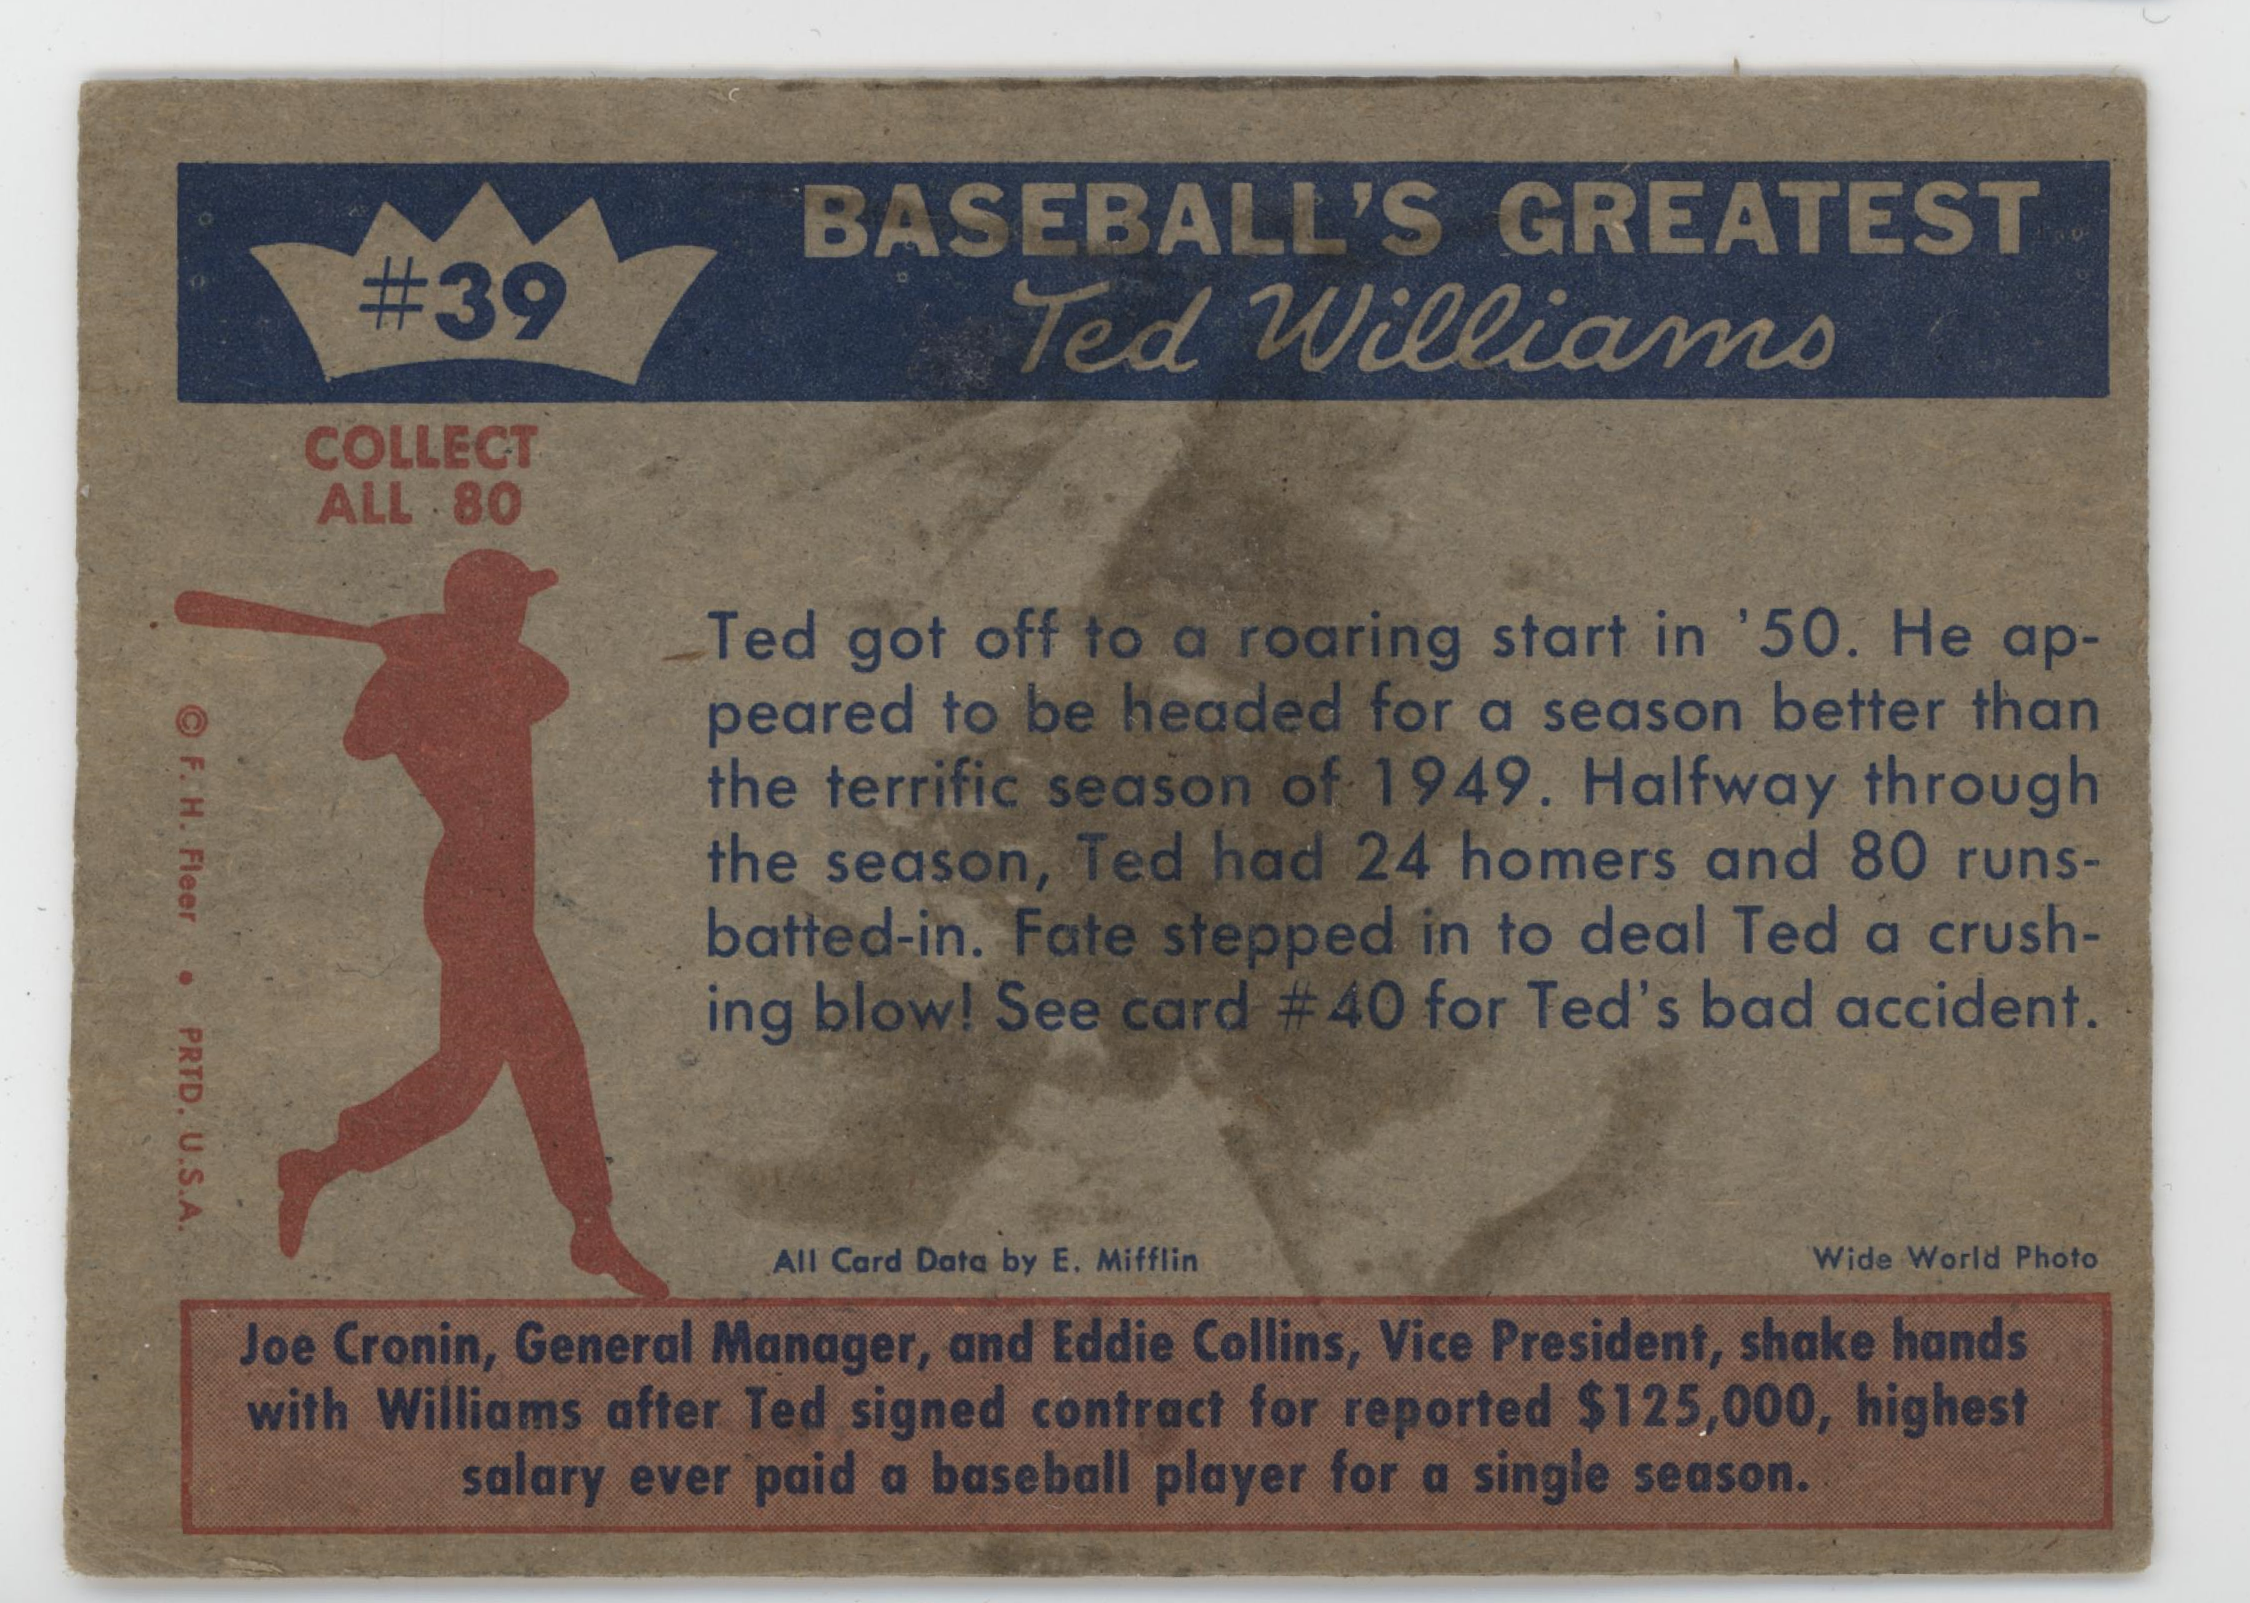 #39
BASEBALL'S GREATEST
Ted Williams
COLLECT
ALL 80
© F. H. Fleer • PRTD. U.S.A.
Ted got off to a roaring start in '50. He ap-
peared to be headed for a season better than
the terrific season of 1949. Halfway through
the season, Ted had 24 homers and 80 runs-
batted-in. Fate stepped in to deal Ted a crush-
ing blow! See card #40 for Ted's bad accident.
All Card Data by E. Mifflin
Wide World Photo
Joe Cronin, General Manager, and Eddie Collins, Vice President, shake hands
with Williams after Ted signed contract for reported $125,000, highest
salary ever paid a baseball player for a single season.